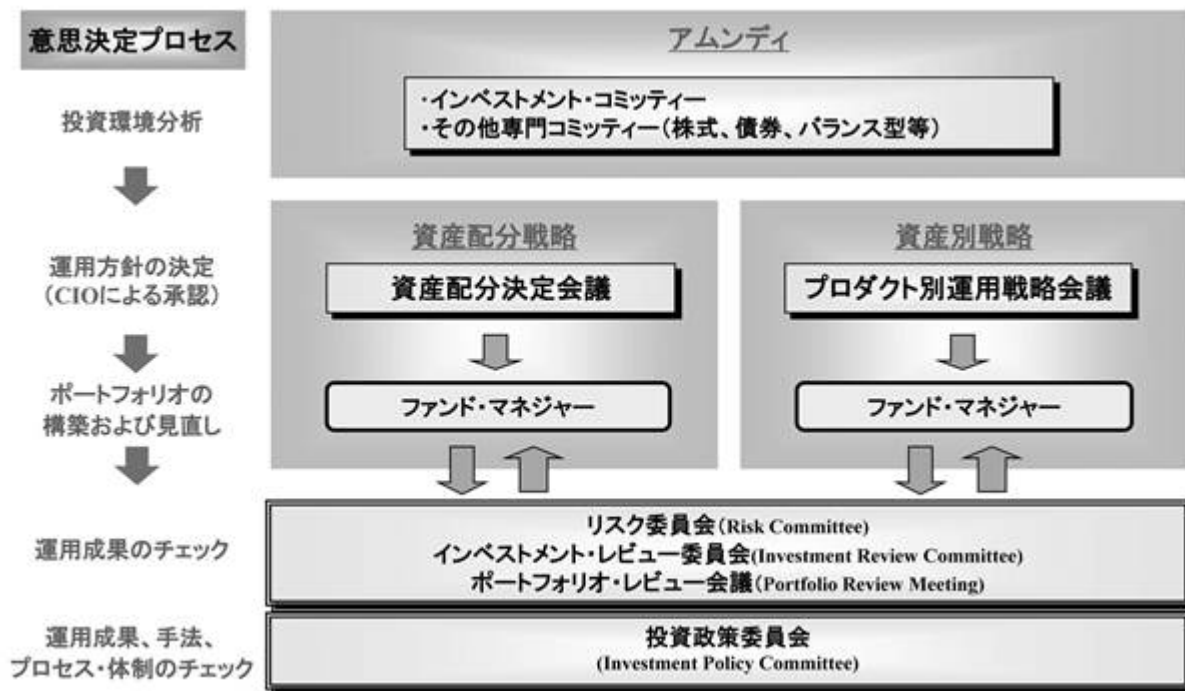 意思決定プロセス
アムンディ
投資環境分析
・インベストメント・コミッティー
・その他専門コミッティー(株式、債券、バランス型等)
運用方針の決定
(CIOによる承認)
資産配分戦略
資産配分決定会議
資産別戦略
プロダクト別運用戦略会議
ポートフォリオの
構築および見直し
ファンド・マネジャー
ファンド・マネジャー
運用成果のチェック
リスク委員会(Risk Committee)
インベストメント・レビュー委員会(Investment Review Committee)
ポートフォリオ・レビュー会議(Portfolio Review Meeting)
運用成果、手法、
プロセス・体制のチェック
投資政策委員会
(Investment Policy Committee)